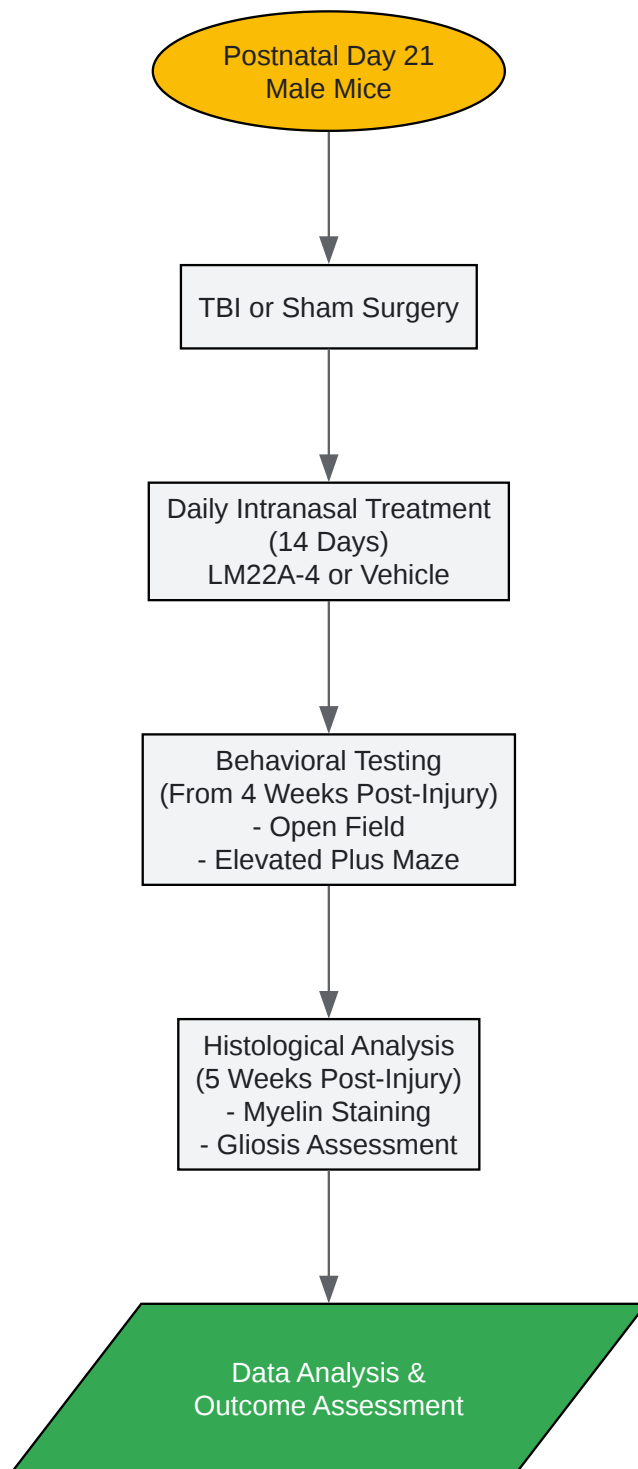 Postnatal Day 21
Male Mice
TBI or Sham Surgery
Daily Intranasal Treatment
(14 Days)
LM22A-4 or Vehicle
Behavioral Testing
(From 4 Weeks Post-Injury)
- Open Field
- Elevated Plus Maze
Histological Analysis
(5 Weeks Post-Injury)
- Myelin Staining
- Gliosis Assessment
Data Analysis &
Outcome Assessment